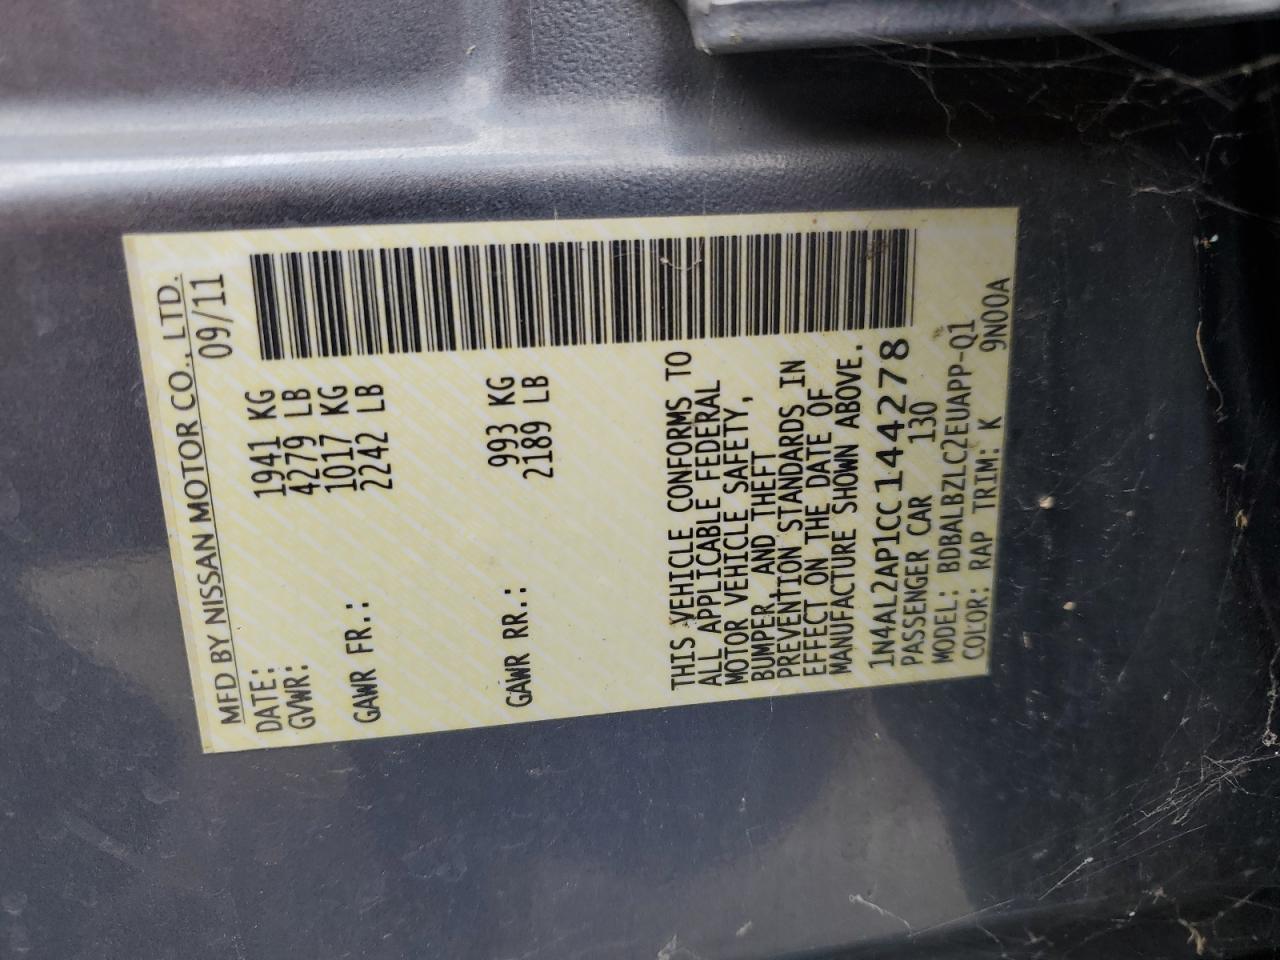 MFD BY NISSAN MOTOR CO., LTD.
DATE: 09/11
GVWR: 1941 KG
4279 LB
GAWR FR.: 1017 KG
2242 LB
GAWR RR.: 993 KG
2189 LB
THIS VEHICLE CONFORMS TO
ALL APPLICABLE FEDERAL
MOTOR VEHICLE SAFETY,
BUMPER, AND THEFT
PREVENTION STANDARDS IN
EFFECT ON THE DATE OF
MANUFACTURE SHOWN ABOVE.
1N4AL2AP1CC144278
PASSENGER CAR 130
MODEL: BDBALBZLC2EUAPP-Q1
COLOR: RAP TRIM: K 9N00A